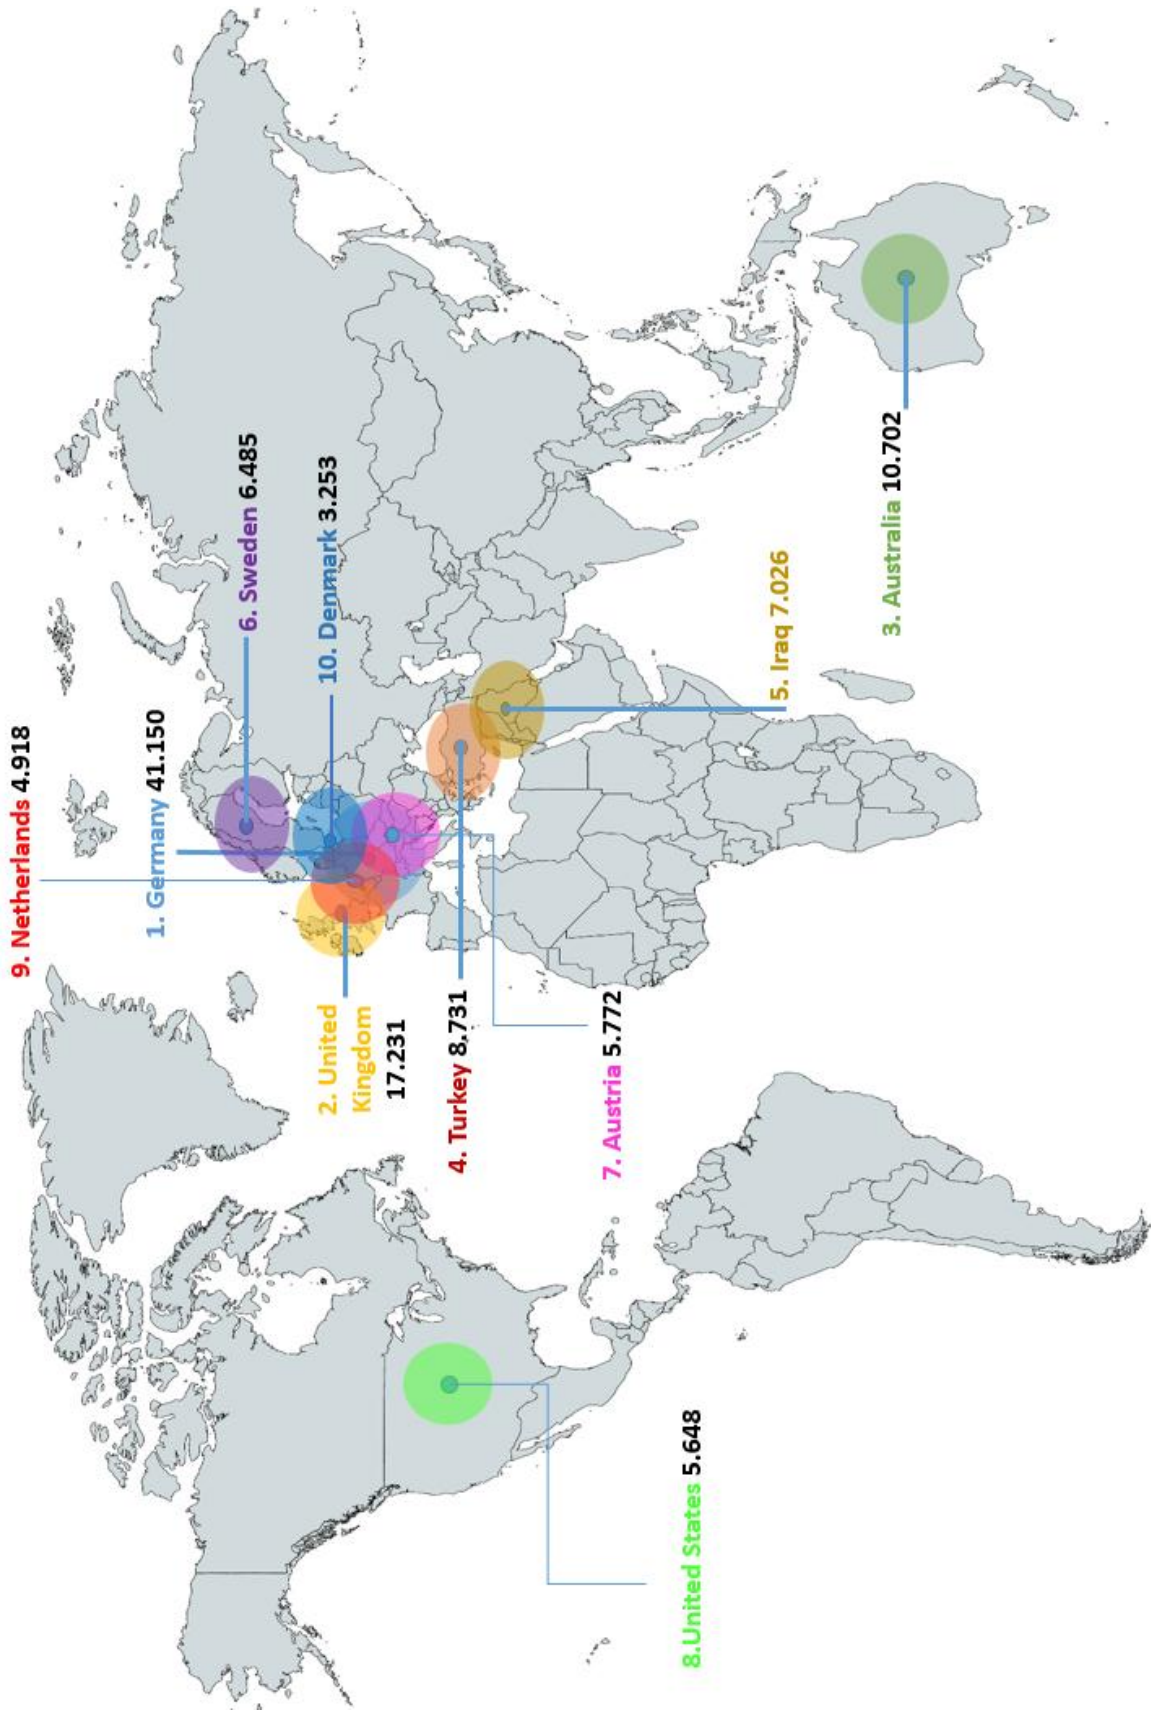 9. Netherlands 4.918
1. Germany 41.150
6. Sweden 6.485
10. Denmark 3.253
2. United
Kingdom
17.231
4. Turkey 8.731
7. Austria 5.772
5. Iraq 7.026
8.United States 5.648
3. Australia 10.702